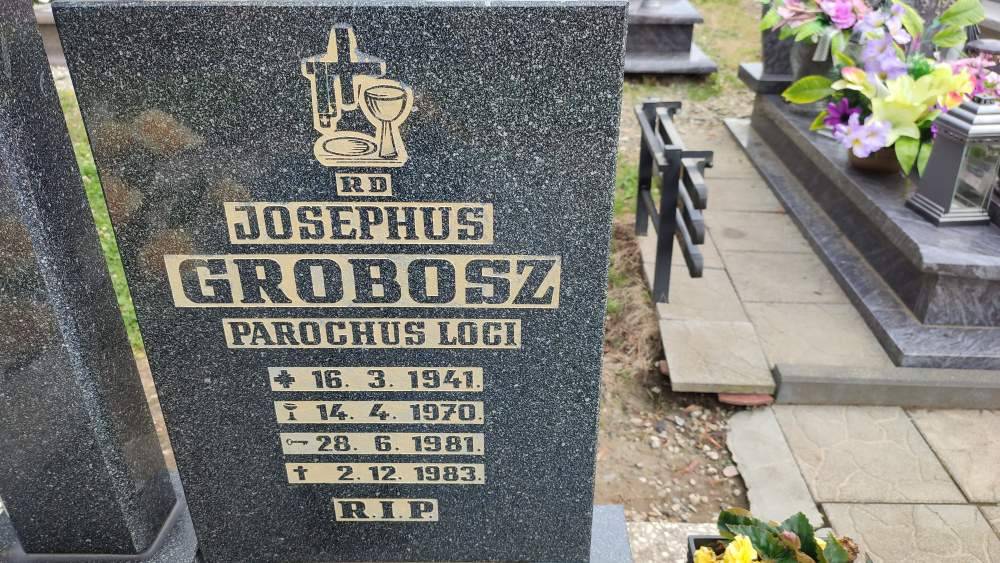 RD
JOSEPHUS
GROBOSZ
PAROCHUS LOCI
16. 3. 1941.
14. 4. 1970.
28. 6. 1981.
† 2. 12. 1983.
R.I.P.